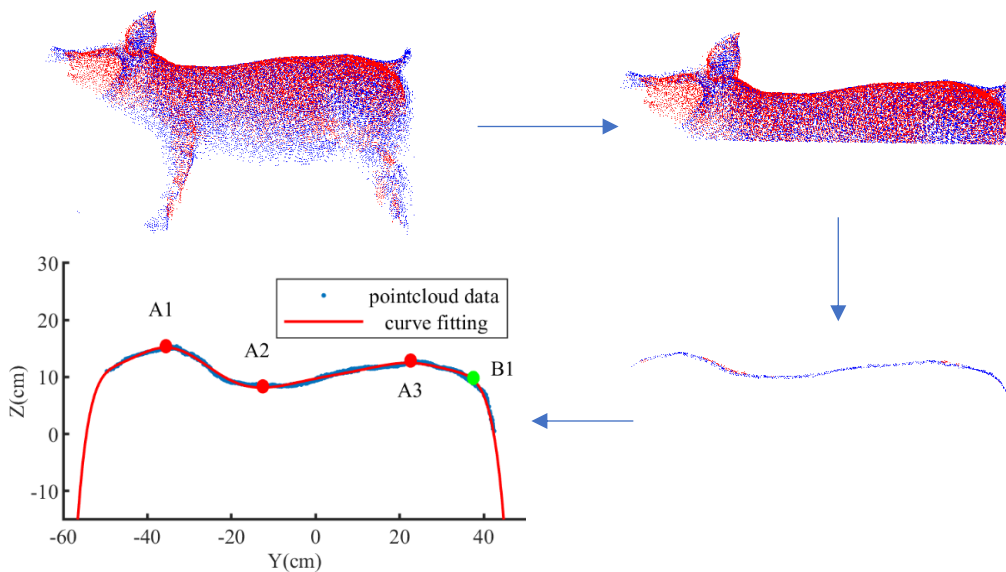 30
20
10
0
-10
Z(cm)
A1
A2
A3
B1
pointcloud data
curve fitting
-60
-40
-20
0
20
40
Y(cm)